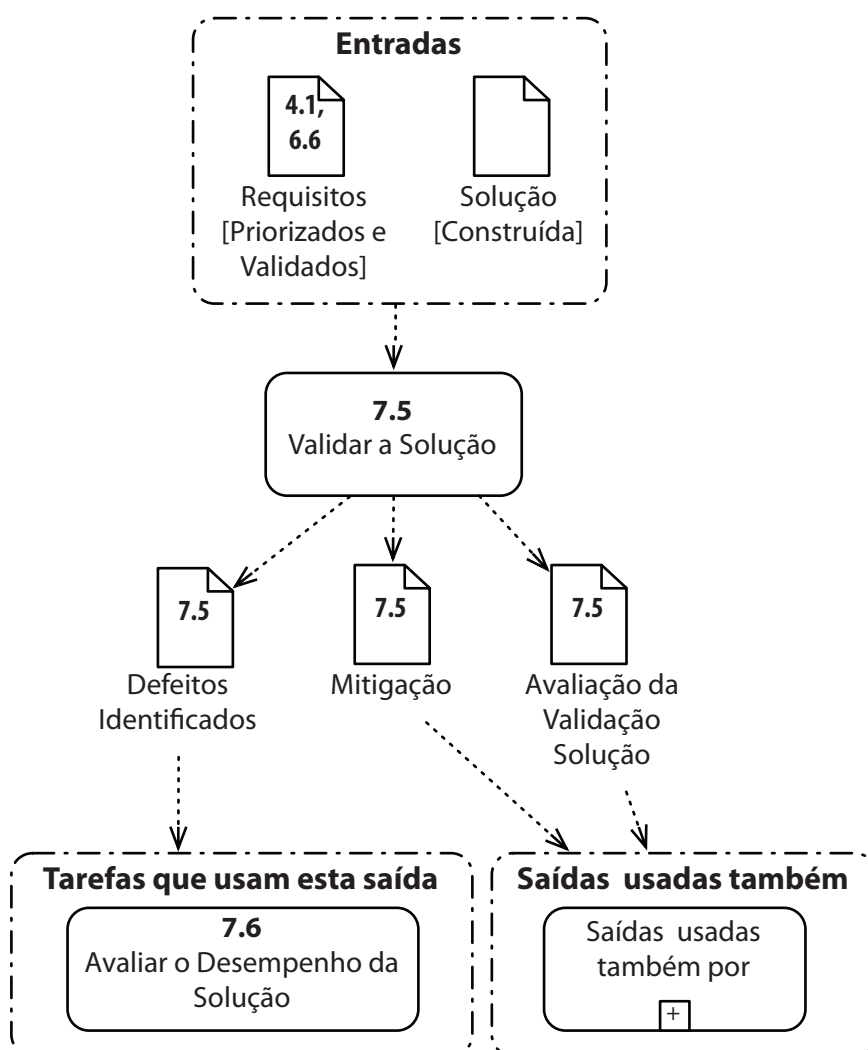 Entradas
4.1,
6.6
Requisitos
[Priorizados e
Validados]
Solução
[Construída]
7.5
Validar a Solução
7.5
Defeitos
Identificados
7.5
Mitigação
7.5
Avaliação da
Validação
Solução
Tarefas que usam esta saída
7.6
Avaliar o Desempenho da
Solução
Saídas usadas também
Saídas usadas
também por
+